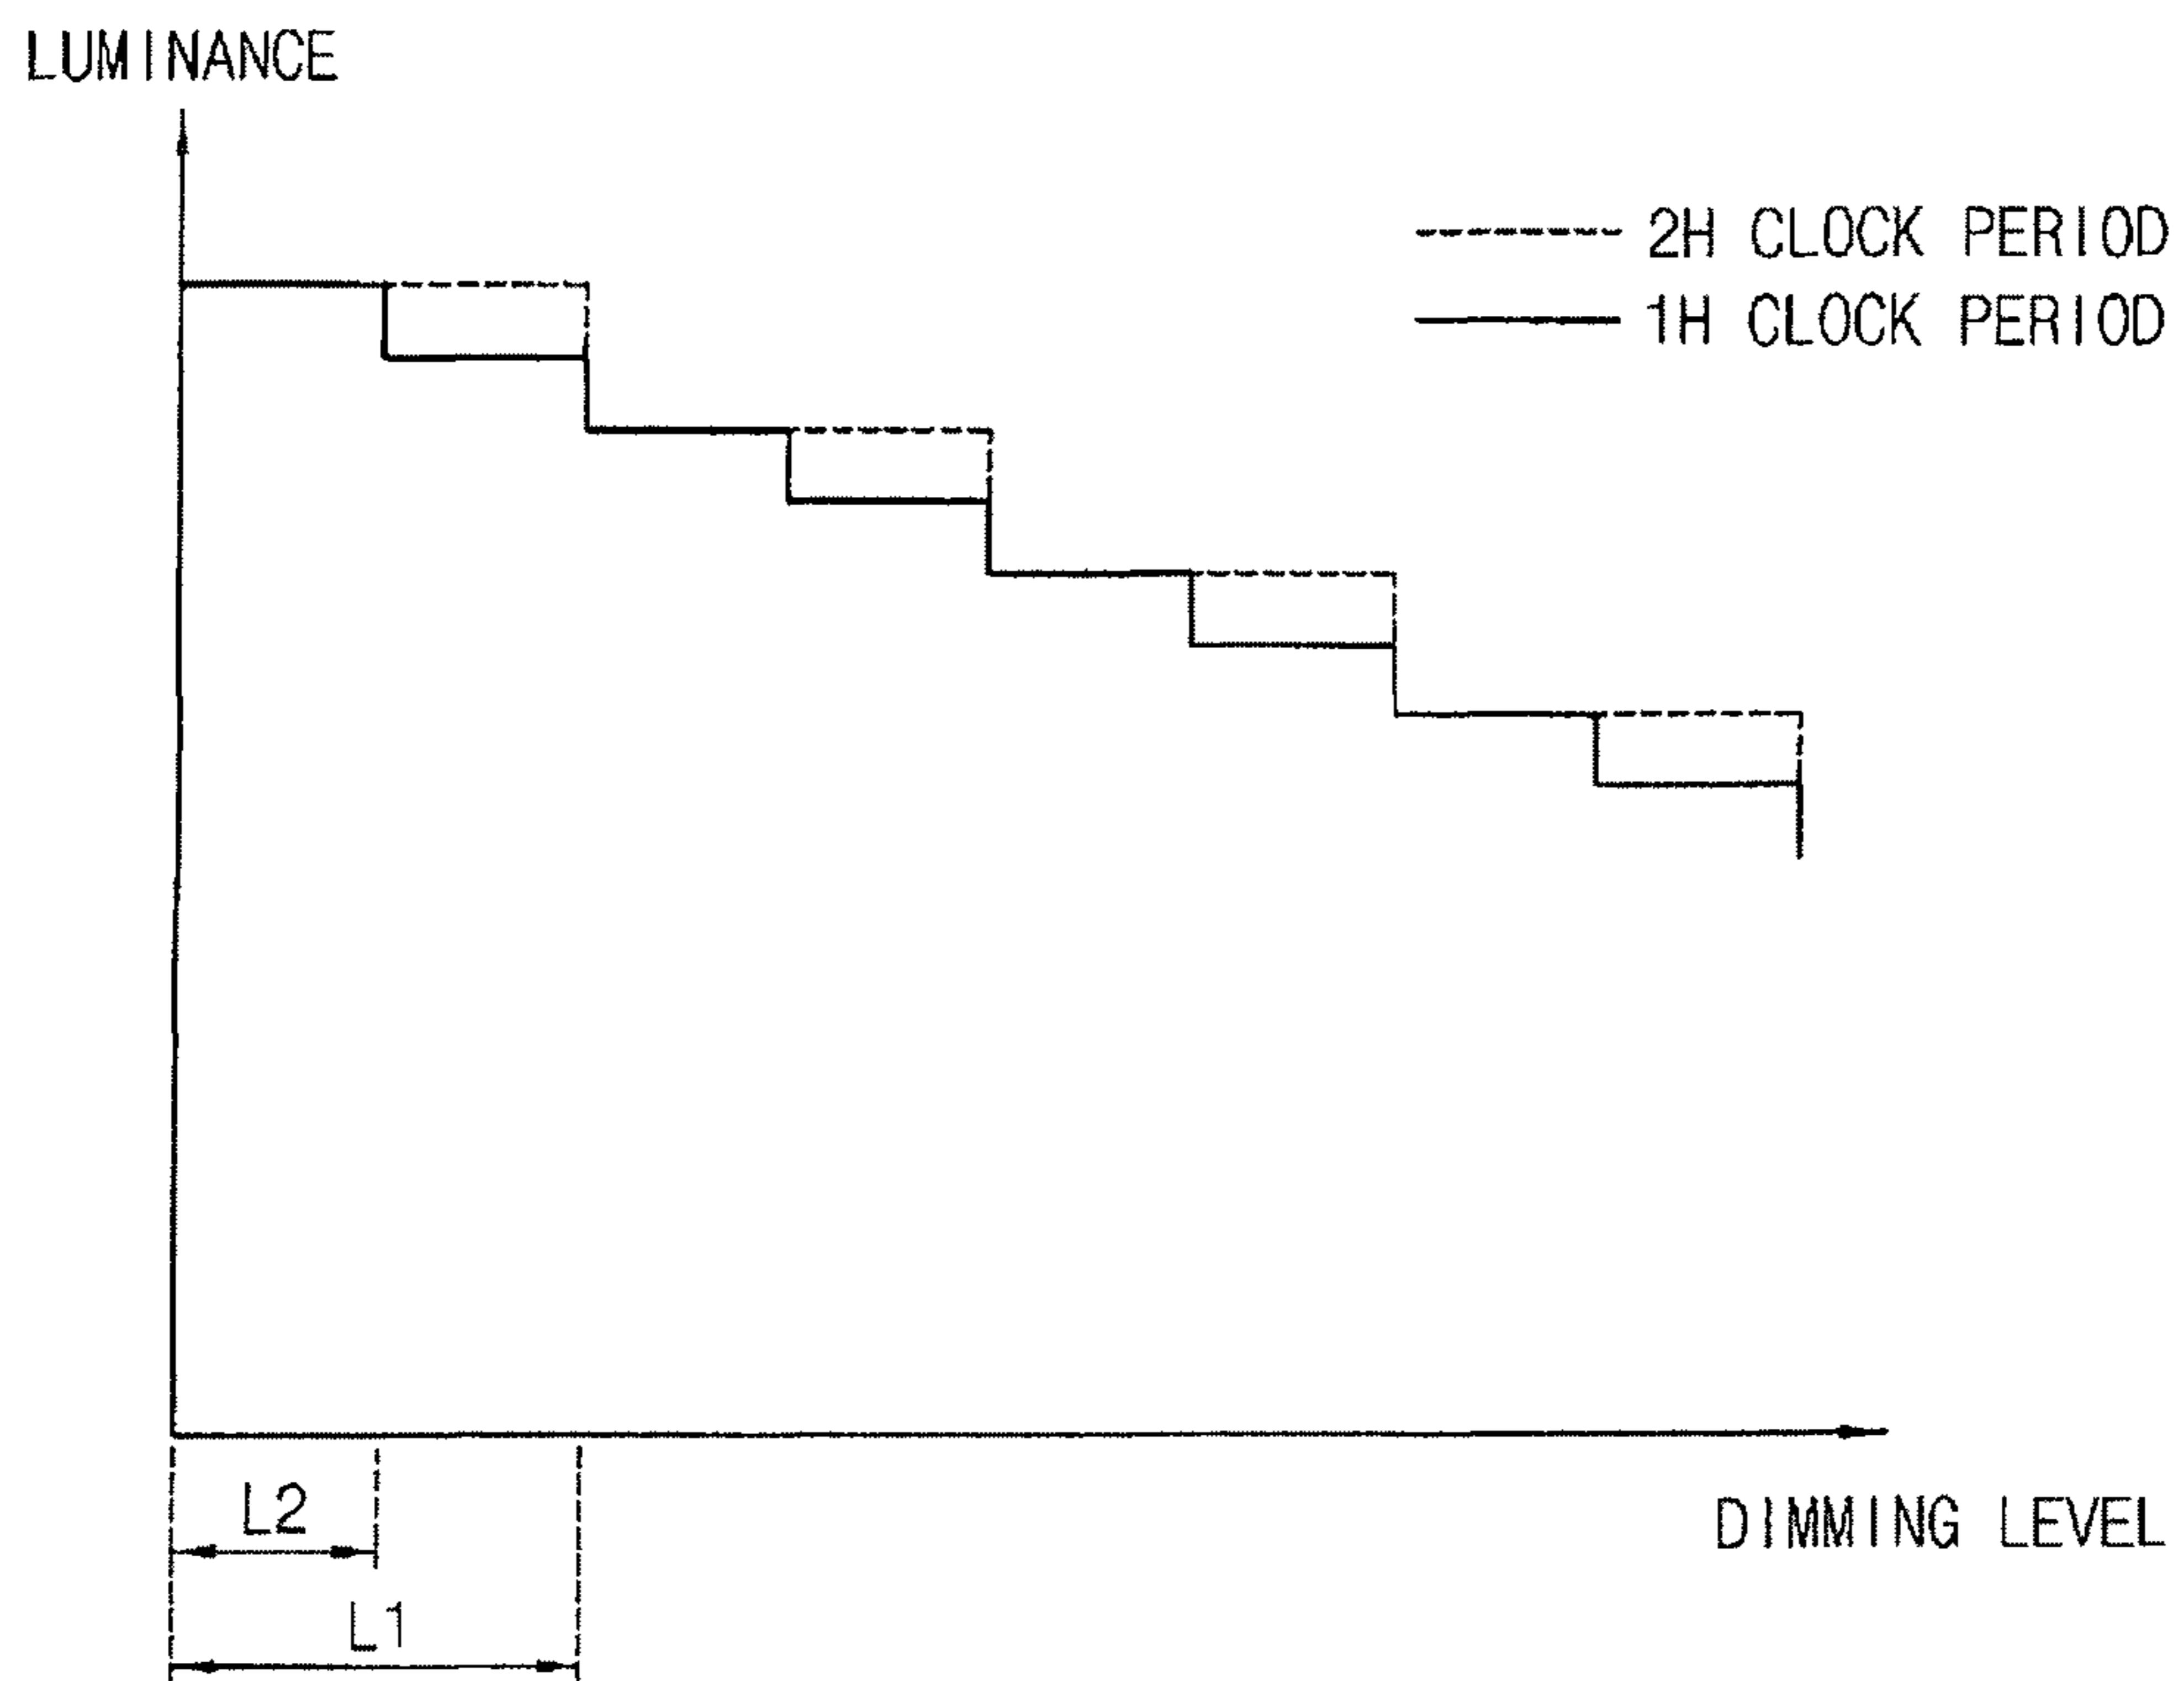 LUMINANCE
2H CLOCK PERIOD
1H CLOCK PERIOD
L2
DIMMING LEVEL
L1